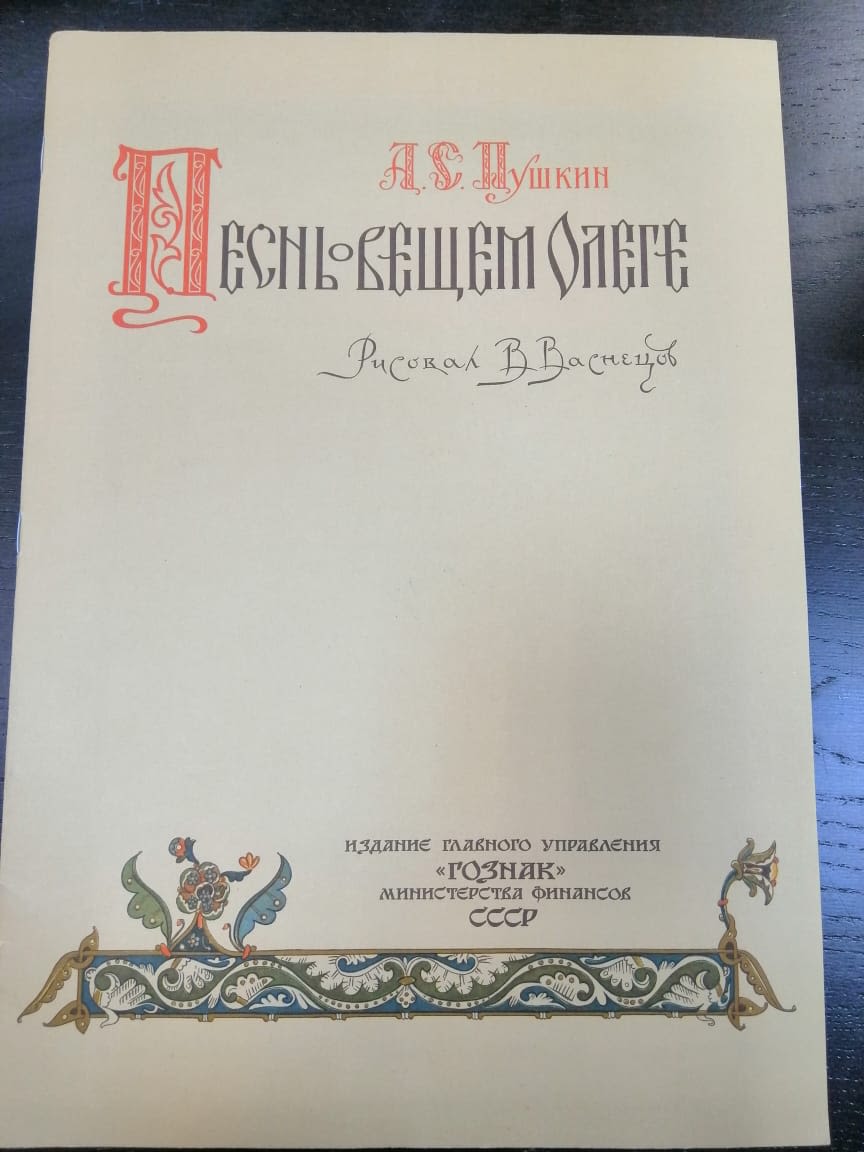 А. С. Пушкин
Песнь о вещем Олеге
Рисовал В Васнецов
ИЗДАНИЕ ГЛАВНОГО УПРАВЛЕНИЯ
«ГОЗНАК»
МИНИСТЕРСТВА ФИНАНСОВ
СССР